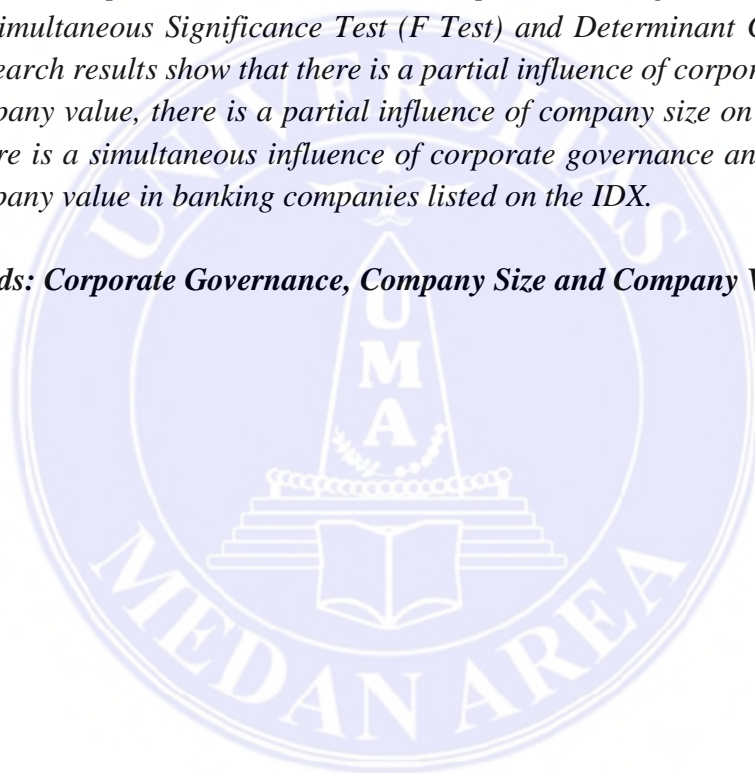 imultaneous Significance Test (F Test) and Determinant C
earch results show that there is a partial influence of corpor
pany value, there is a partial influence of company size on
re is a simultaneous influence of corporate governance an
pany value in banking companies listed on the IDX.
ds: Corporate Governance, Company Size and Company V
UNIVERSITAS
UMA
MEDAN AREA